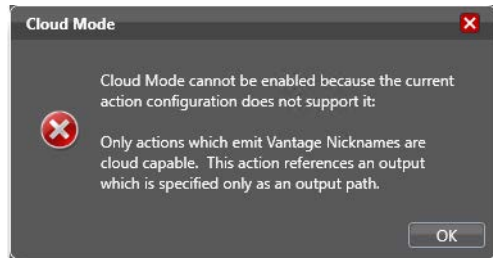 Cloud Mode
Cloud Mode cannot be enabled because the current
action configuration does not support it:
Only actions which emit Vantage Nicknames are
cloud capable.  This action references an output
which is specified only as an output path.
OK